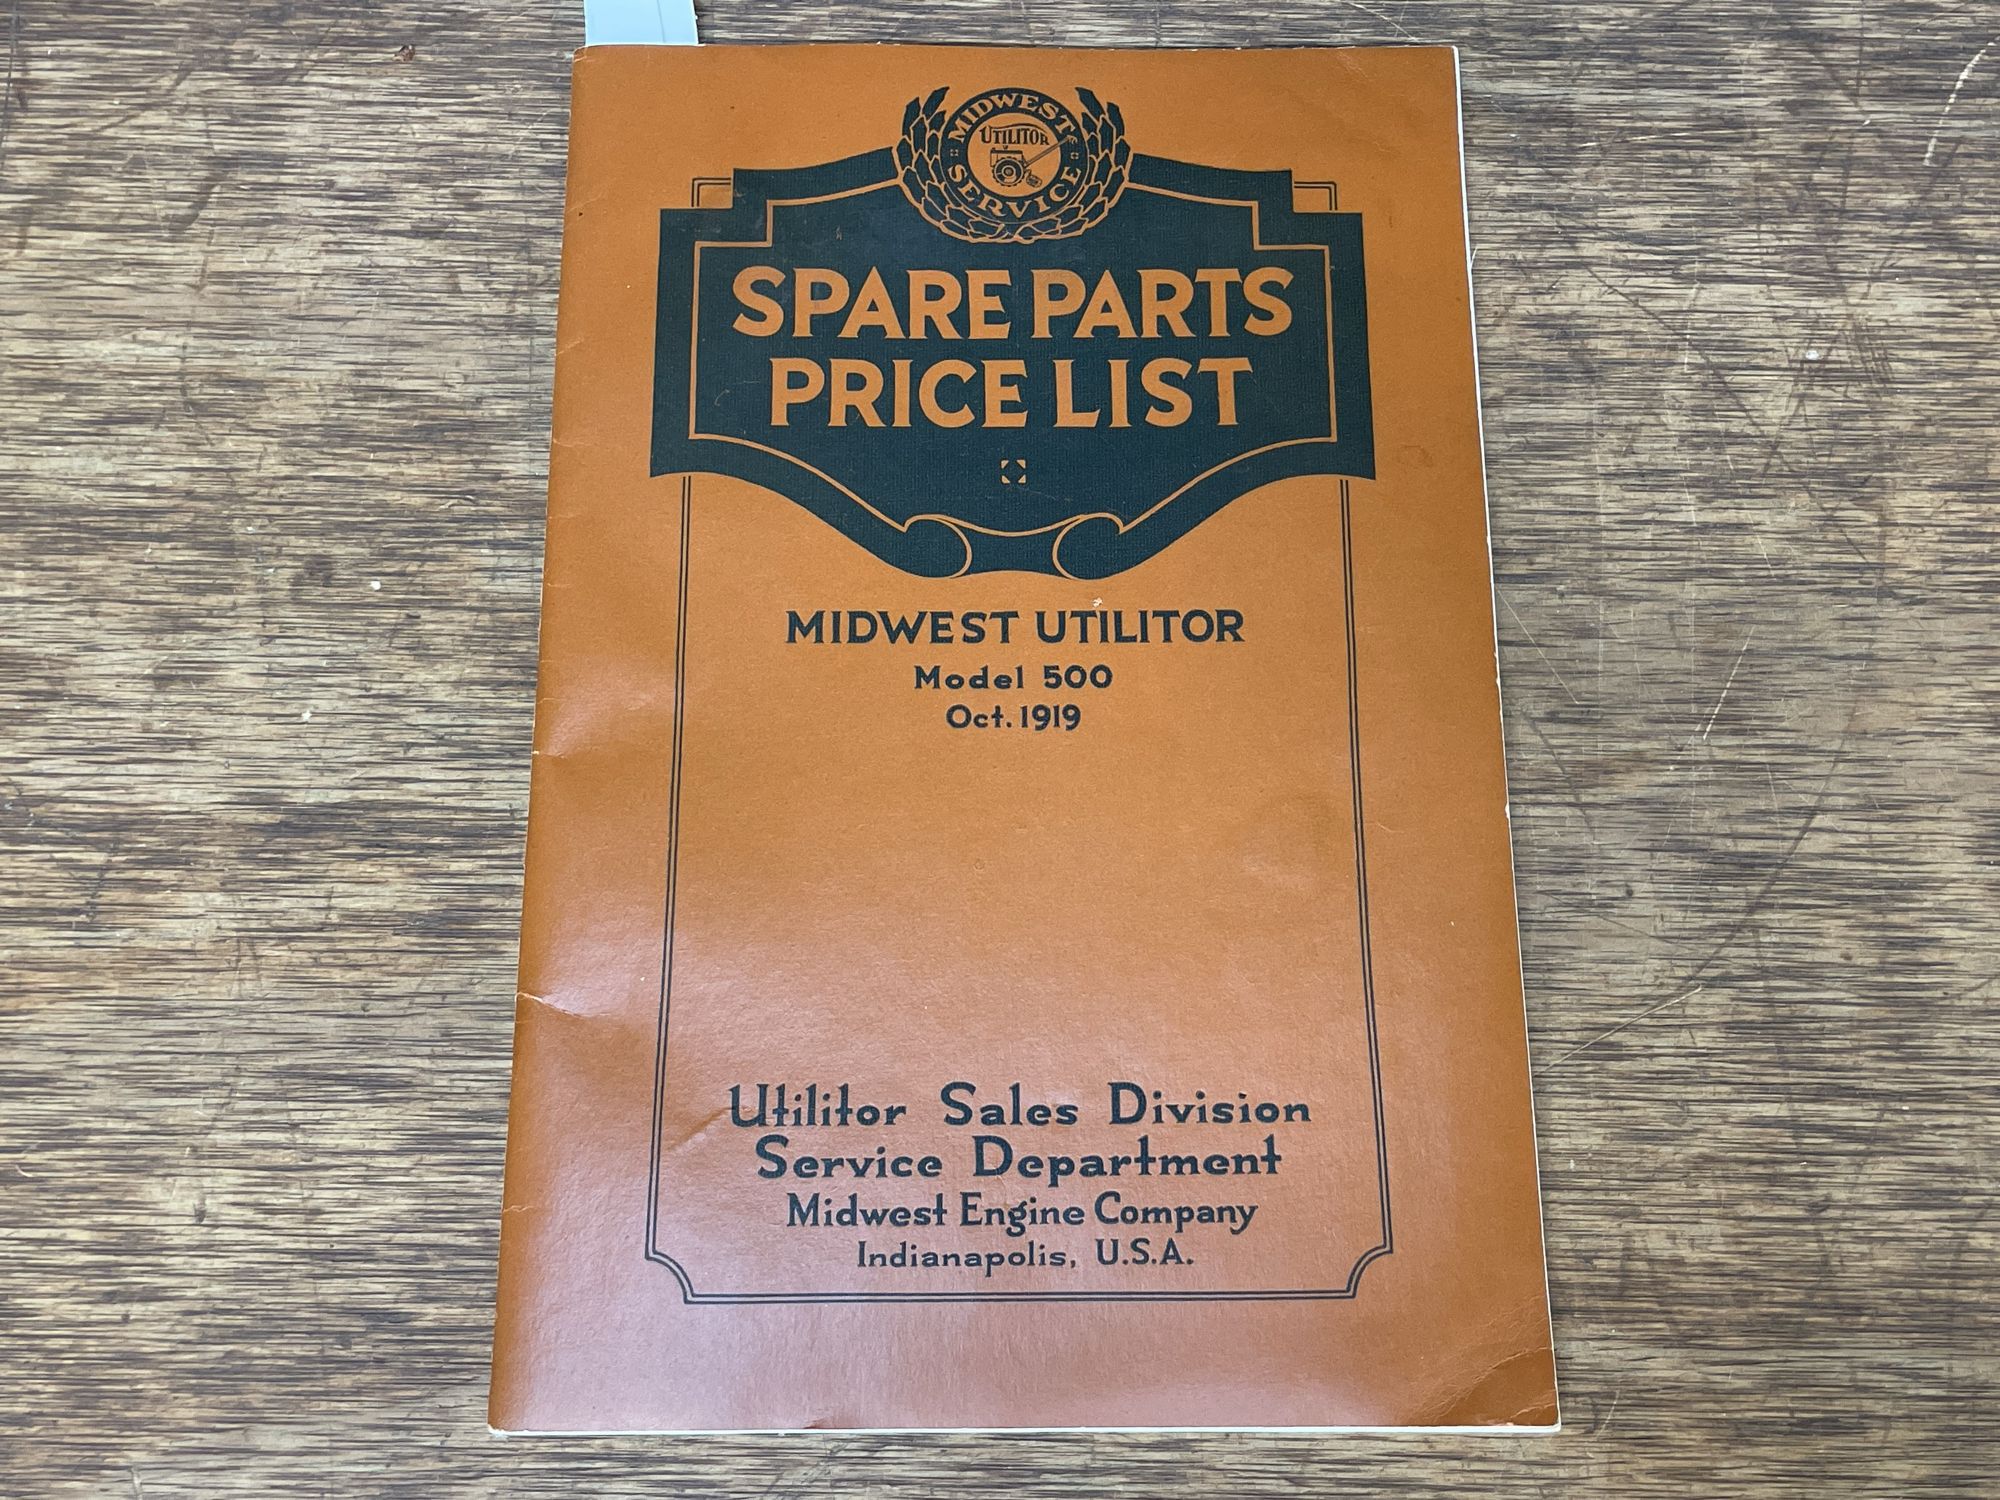 MIDWEST
UTILITOR
SERVICE
SPARE PARTS
PRICE LIST
MIDWEST UTILITOR
Model 500
Oct. 1919
Utilitor Sales Division
Service Department
Midwest Engine Company
Indianapolis, U.S.A.